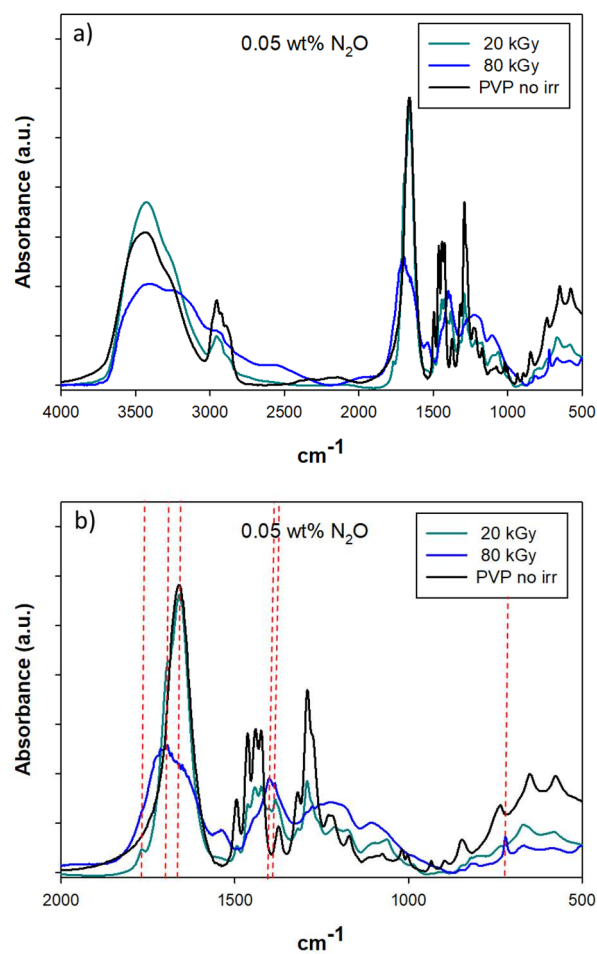 a)
0.05 wt% N₂O
20 kGy
80 kGy
PVP no irr
Absorbance (a.u.)
4000 3500 3000 2500 2000 1500 1000 500
cm⁻¹
b)
0.05 wt% N₂O
20 kGy
80 kGy
PVP no irr
Absorbance (a.u.)
2000 1500 1000 500
cm⁻¹